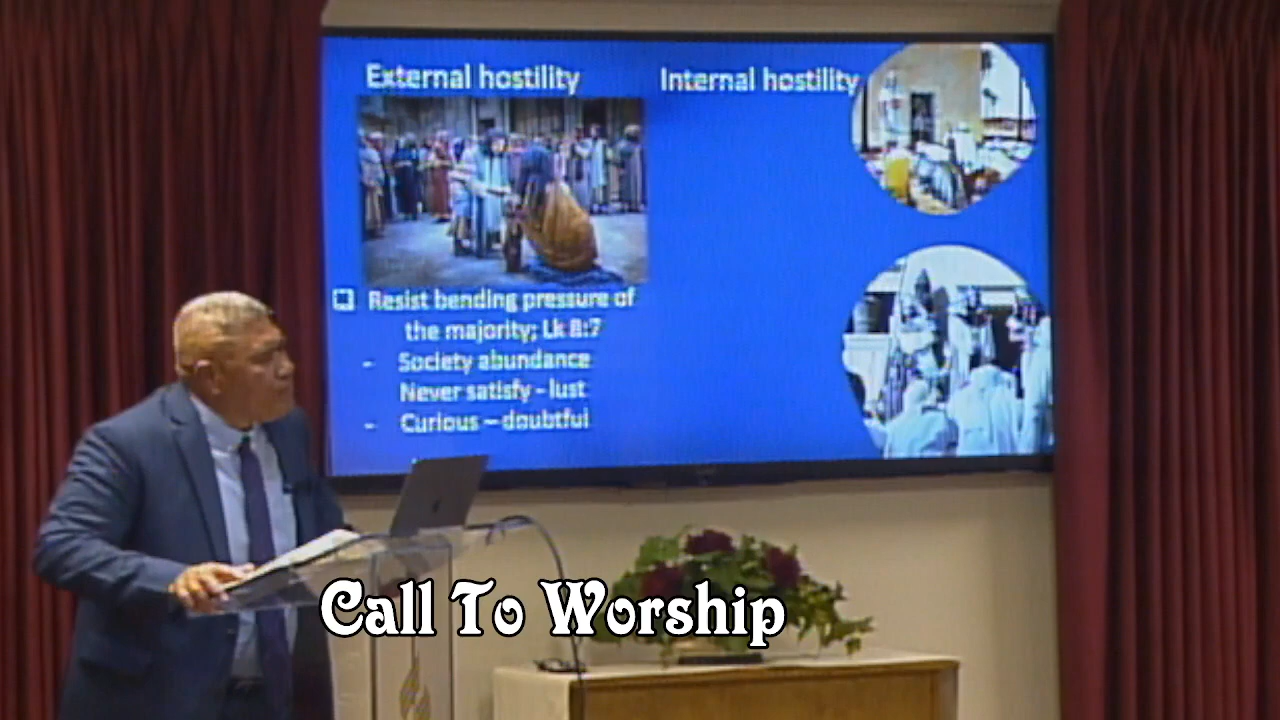 External hostility
Internal hostility
Resist bending pressure of
the majority; Lk 8:7
- Society abundance
Never satisfy - lust
- Curious – doubtful
Call To Worship